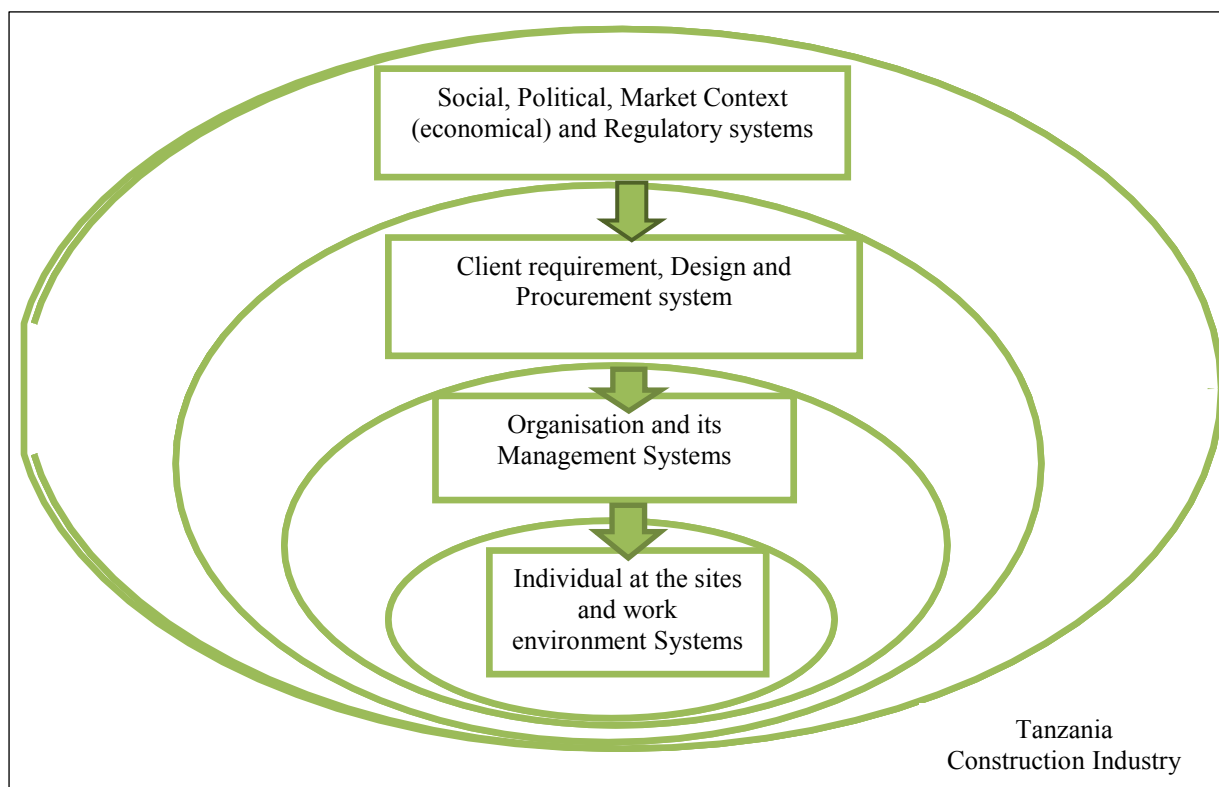 Social, Political, Market Context
(economical) and Regulatory systems
Client requirement, Design and
Procurement system
Organisation and its
Management Systems
Individual at the sites
and work
environment Systems
Tanzania
Construction Industry